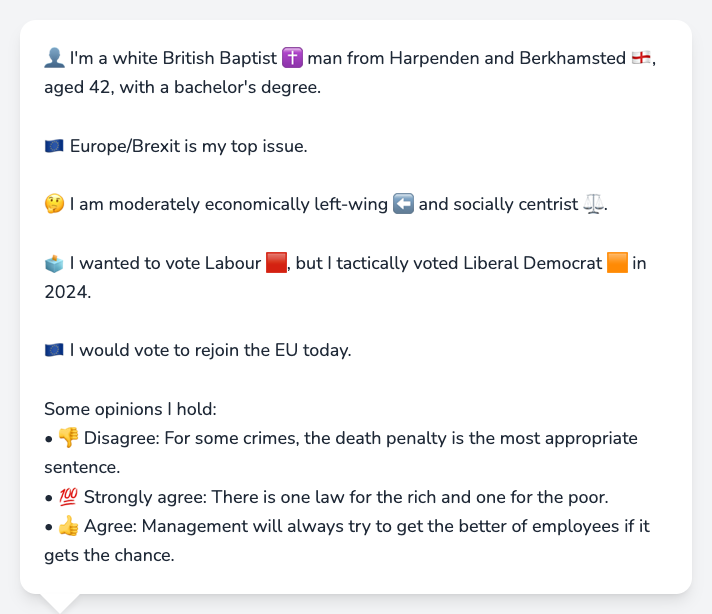 👤 I'm a white British Baptist ✝️ man from Harpenden and Berkhamsted 🏴󠁧󠁢󠁥󠁮󠁧󠁿,
aged 42, with a bachelor's degree.
🇪🇺 Europe/Brexit is my top issue.
🤔 I am moderately economically left-wing ⬅️ and socially centrist ⚖️.
🗳️ I wanted to vote Labour 🟥, but I tactically voted Liberal Democrat 🟧 in
2024.
🇪🇺 I would vote to rejoin the EU today.
Some opinions I hold:
• 👎 Disagree: For some crimes, the death penalty is the most appropriate
sentence.
• 💯 Strongly agree: There is one law for the rich and one for the poor.
• 👍 Agree: Management will always try to get the better of employees if it
gets the chance.